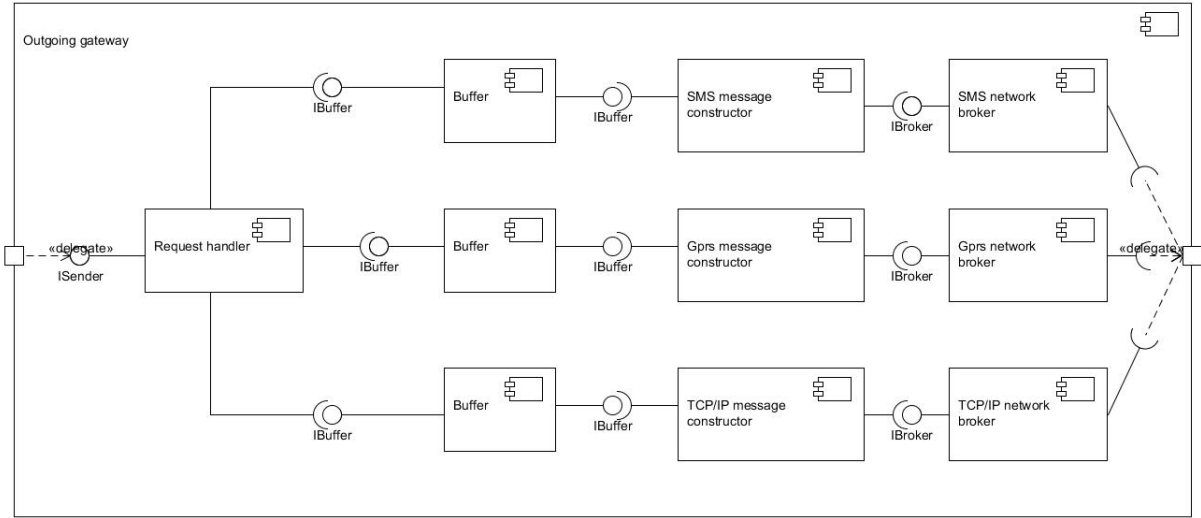 Outgoing gateway
IBuffer
Buffer
IBuffer
SMS message
constructor
IBroker
SMS network
broker
«delegate»
ISender
Request handler
IBuffer
Buffer
IBuffer
Gprs message
constructor
IBroker
Gprs network
broker
«delegate»
IBuffer
Buffer
IBuffer
TCP/IP message
constructor
IBroker
TCP/IP network
broker